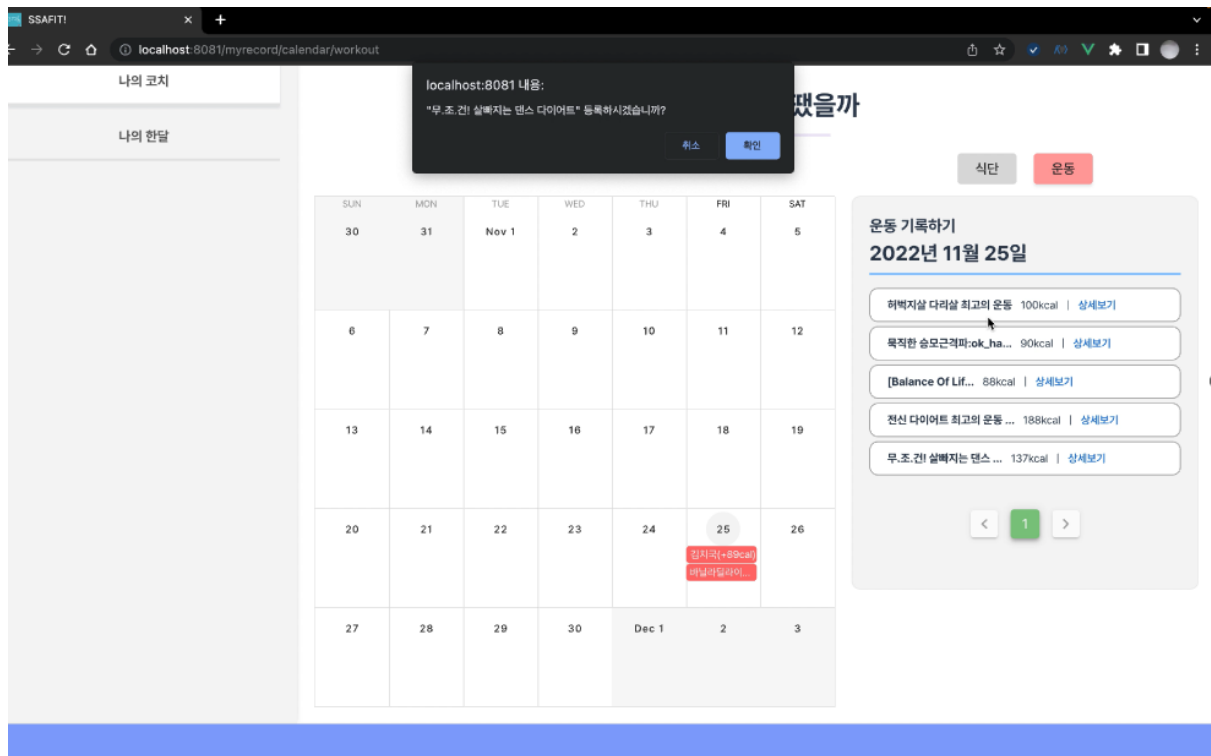 SSAFIT!
localhost:8081/myrecord/calendar/workout
나의 코치
나의 한달
localhost:8081 내용:
"무.조.건! 살빠지는 댄스 다이어트" 등록하시겠습니까?
취소 확인
땠을까
식단 운동
SUN MON TUE WED THU FRI SAT
30 31 Nov 1 2 3 4 5
6 7 8 9 10 11 12
13 14 15 16 17 18 19
20 21 22 23 24 25 26
김치국(+89cal)
바닐라딜라이...
27 28 29 30 Dec 1 2 3
운동 기록하기
2022년 11월 25일
허벅지살 다리살 최고의 운동 100kcal | 상세보기
묵직한 승모근격파:ok_ha... 90kcal | 상세보기
[Balance Of Lif... 88kcal | 상세보기
전신 다이어트 최고의 운동 ... 188kcal | 상세보기
무.조.건! 살빠지는 댄스 ... 137kcal | 상세보기
< 1 >